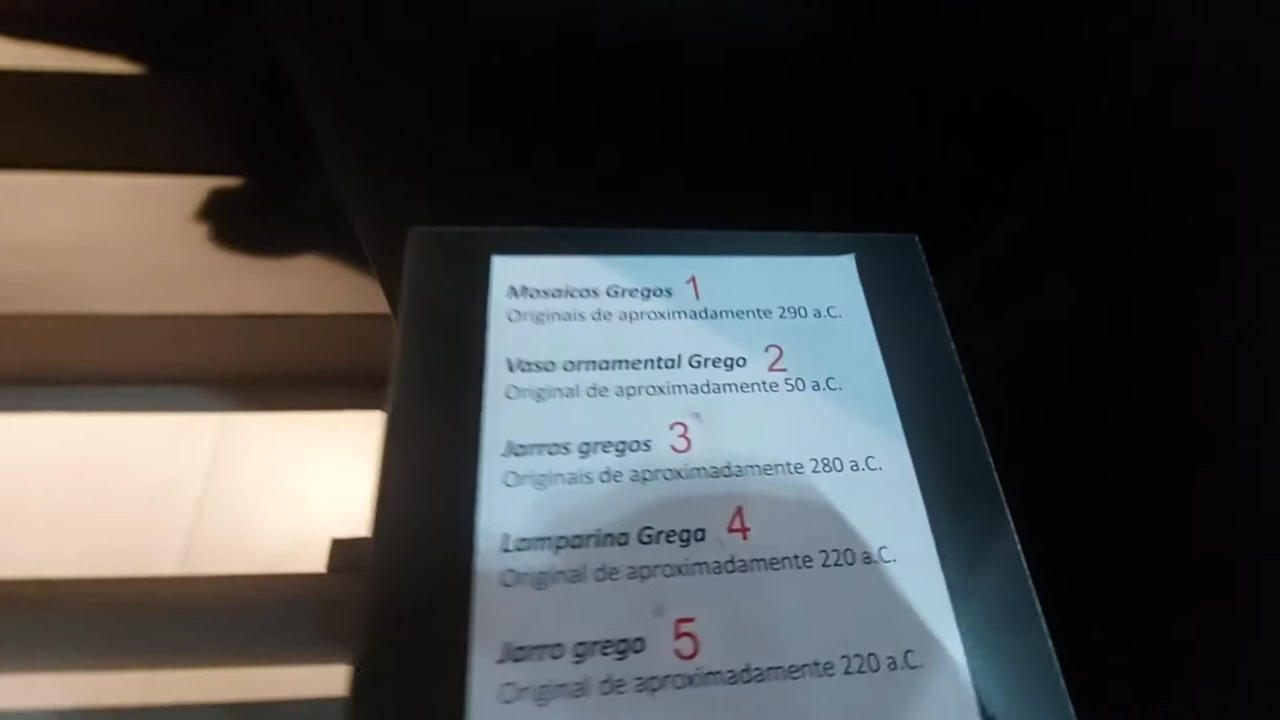 Mosaicos Gregos 1
Originais de aproximadamente 290 a.C.
Vaso ornamental Grego 2
Original de aproximadamente 50 a.C.
Jarros gregos 3
Originais de aproximadamente 280 a.C.
Lamparina Grega 4
Original de aproximadamente 220 a.C.
Jarro grego 5
Original de aproximadamente 220 a.C.